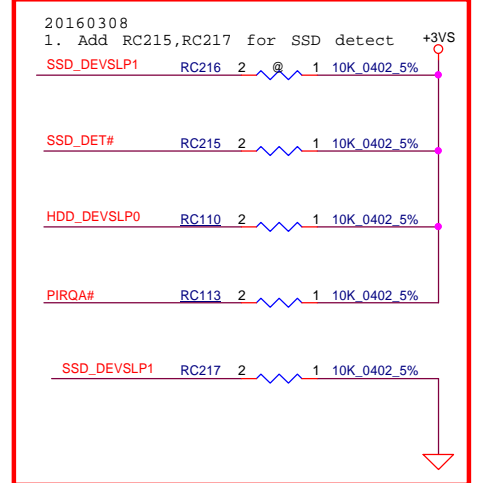 20160308
1. Add RC215,RC217 for SSD detect
+3VS
SSD_DEVSLP1 RC216 2 @ 1 10K_0402_5%
SSD_DET# RC215 2 1 10K_0402_5%
HDD_DEVSLP0 RC110 2 1 10K_0402_5%
PIRQA# RC113 2 1 10K_0402_5%
SSD_DEVSLP1 RC217 2 1 10K_0402_5%